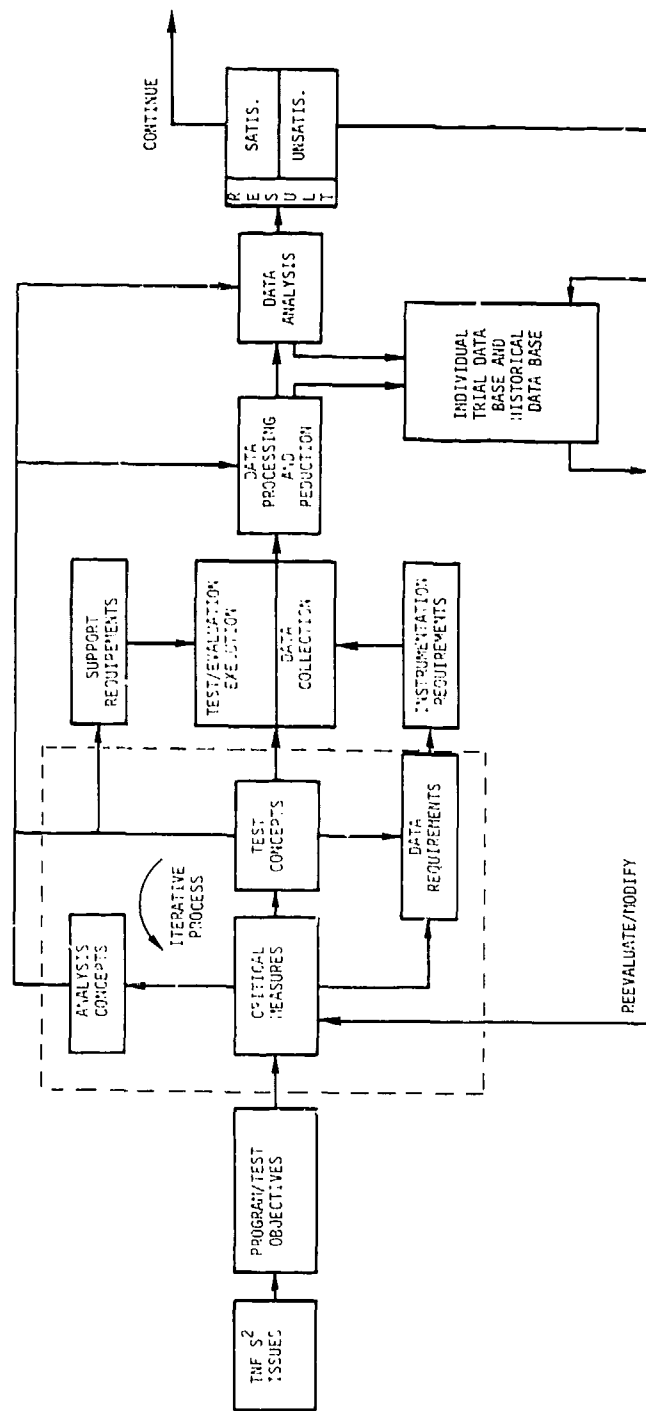 TNF S²
ISSUES
PROGRAM/TEST
OBJECTIVES
CRITICAL
MEASURES
ANALYSIS
CONCEPTS
ITERATIVE
PROCESS
TEST
CONCEPTS
DATA
REQUIREMENTS
SUPPORT
REQUIREMENTS
TEST/EVALUATION
EXECUTION
DATA
COLLECTION
INSTRUMENTATION
REQUIREMENTS
DATA
PROCESSING
AND
REDUCTION
DATA
ANALYSIS
INDIVIDUAL
TRIAL DATA
BASE AND
HISTORICAL
DATA BASE
RESULT
SATIS.
UNSATIS.
CONTINUE
REEVALUATE/MODIFY